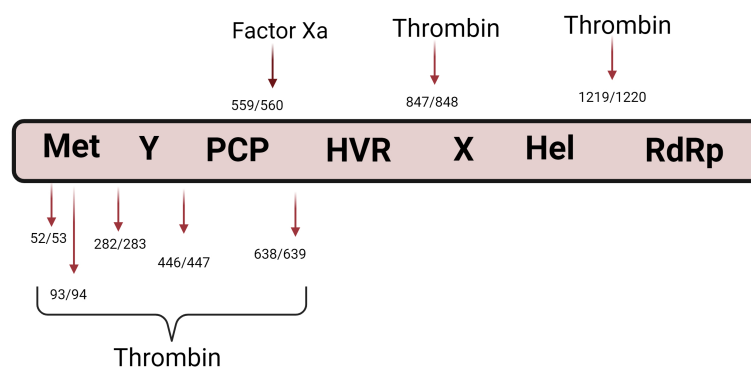 Factor Xa
Thrombin
Thrombin
559/560
847/848
1219/1220
Met Y PCP HVR X Hel RdRp
52/53
282/283
446/447
638/639
93/94
Thrombin